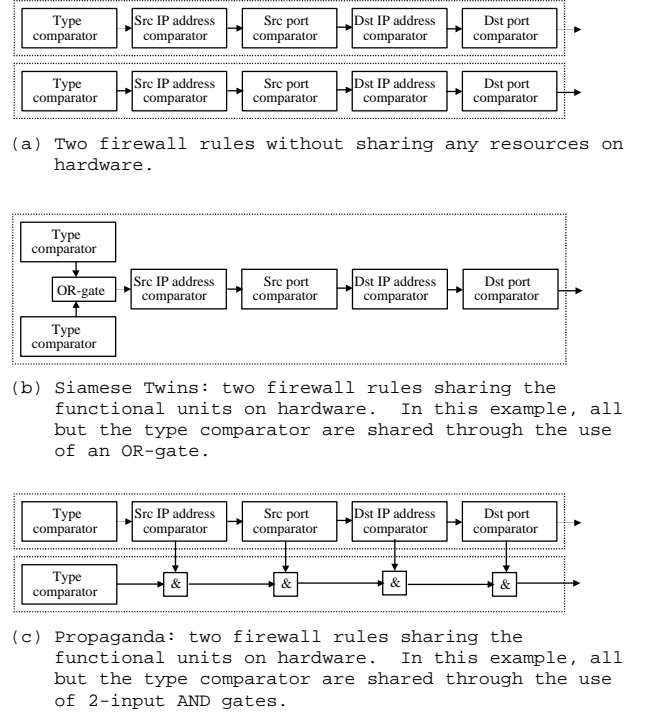 Type comparator Src IP address comparator Src port comparator Dst IP address comparator Dst port comparator
Type comparator Src IP address comparator Src port comparator Dst IP address comparator Dst port comparator
(a) Two firewall rules without sharing any resources on
hardware.
Type comparator
OR-gate Src IP address comparator Src port comparator Dst IP address comparator Dst port comparator
Type comparator
(b) Siamese Twins: two firewall rules sharing the
functional units on hardware. In this example, all
but the type comparator are shared through the use
of an OR-gate.
Type comparator Src IP address comparator Src port comparator Dst IP address comparator Dst port comparator
Type comparator & & & &
(c) Propaganda: two firewall rules sharing the
functional units on hardware. In this example, all
but the type comparator are shared through the use
of 2-input AND gates.